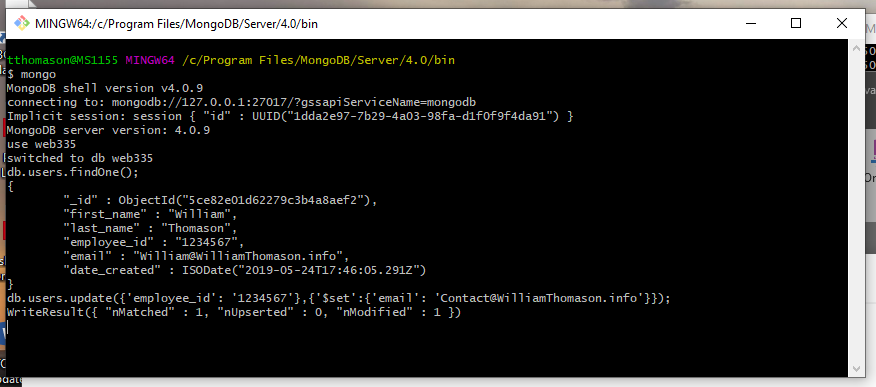 MINGW64:/c/Program Files/MongoDB/Server/4.0/bin
tthomason@MS1155 MINGW64 /c/Program Files/MongoDB/Server/4.0/bin
$ mongo
MongoDB shell version v4.0.9
connecting to: mongodb://127.0.0.1:27017/?gssapiServiceName=mongodb
Implicit session: session { "id" : UUID("1dda2e97-7b29-4a03-98fa-d1f0f9f4da91") }
MongoDB server version: 4.0.9
use web335
switched to db web335
db.users.findOne();
{
        "_id" : ObjectId("5ce82e01d62279c3b4a8aef2"),
        "first_name" : "William",
        "last_name" : "Thomason",
        "employee_id" : "1234567",
        "email" : "William@WilliamThomason.info",
        "date_created" : ISODate("2019-05-24T17:46:05.291Z")
}
db.users.update({'employee_id': '1234567'},{'$set':{'email': 'Contact@WilliamThomason.info'}});
WriteResult({ "nMatched" : 1, "nUpserted" : 0, "nModified" : 1 })